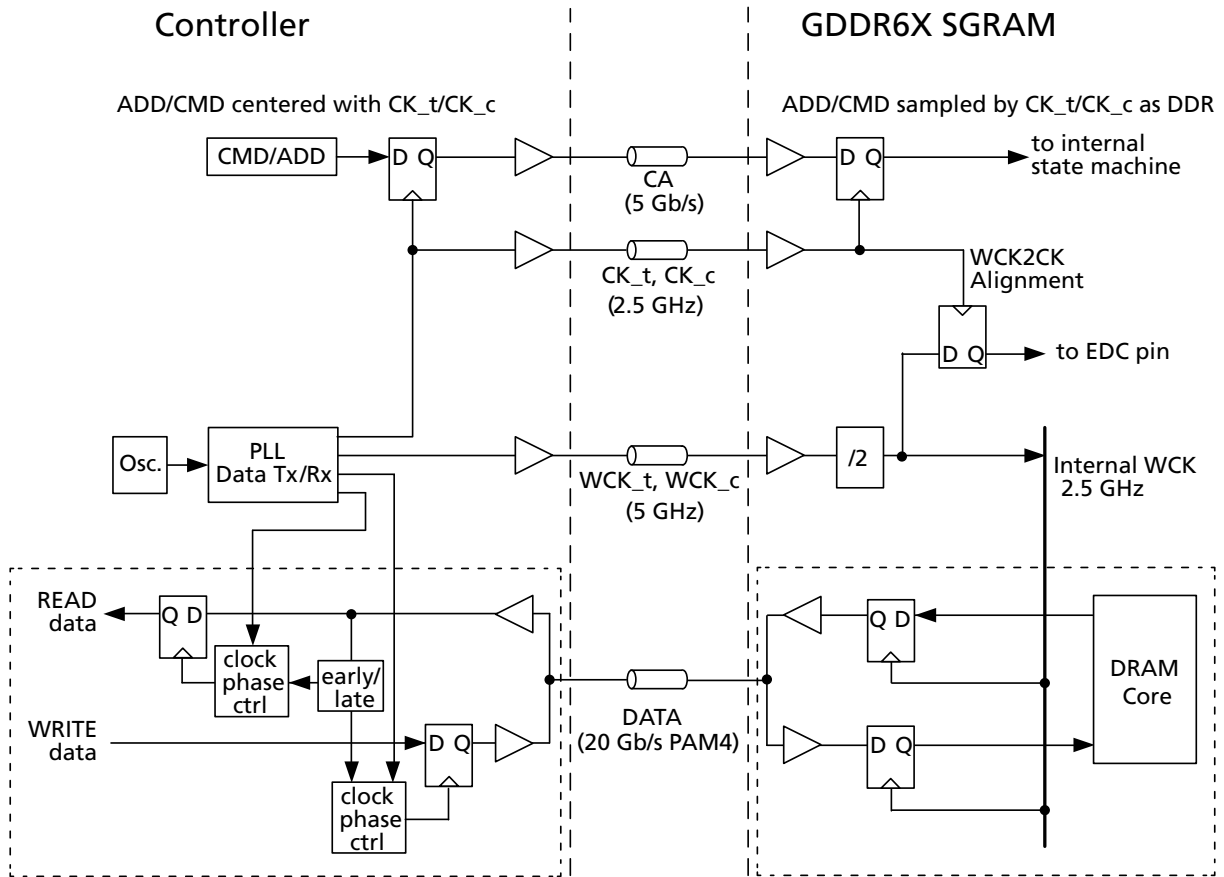 Controller
GDDR6X SGRAM
ADD/CMD centered with CK_t/CK_c
ADD/CMD sampled by CK_t/CK_c as DDR
CMD/ADD
D Q
CA
(5 Gb/s)
D Q
to internal
state machine
CK_t, CK_c
(2.5 GHz)
WCK2CK
Alignment
D Q
to EDC pin
Osc.
PLL
Data Tx/Rx
WCK_t, WCK_c
(5 GHz)
/2
Internal WCK
2.5 GHz
READ
data
Q D
clock
phase
ctrl
early/
late
WRITE
data
D Q
clock
phase
ctrl
DATA
(20 Gb/s PAM4)
Q D
D Q
DRAM
Core